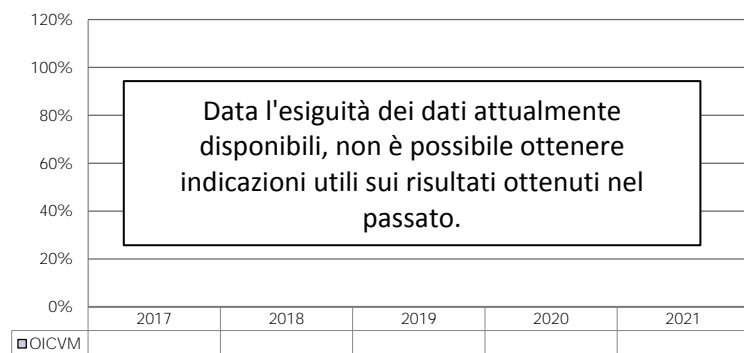 120%
100%
80%
60%
40%
20%
0%
Data l'esiguità dei dati attualmente
disponibili, non è possibile ottenere
indicazioni utili sui risultati ottenuti nel
passato.
2017 2018 2019 2020 2021
OICVM